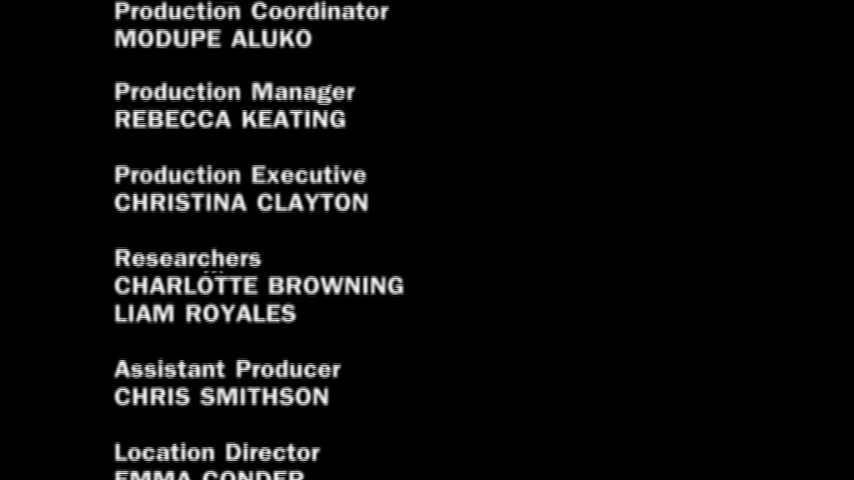 Production Coordinator
MODUPE ALUKO
Production Manager
REBECCA KEATING
Production Executive
CHRISTINA CLAYTON
Researchers
CHARLOTTE BROWNING
LIAM ROYALES
Assistant Producer
CHRIS SMITHSON
Location Director
EMMA CONDER